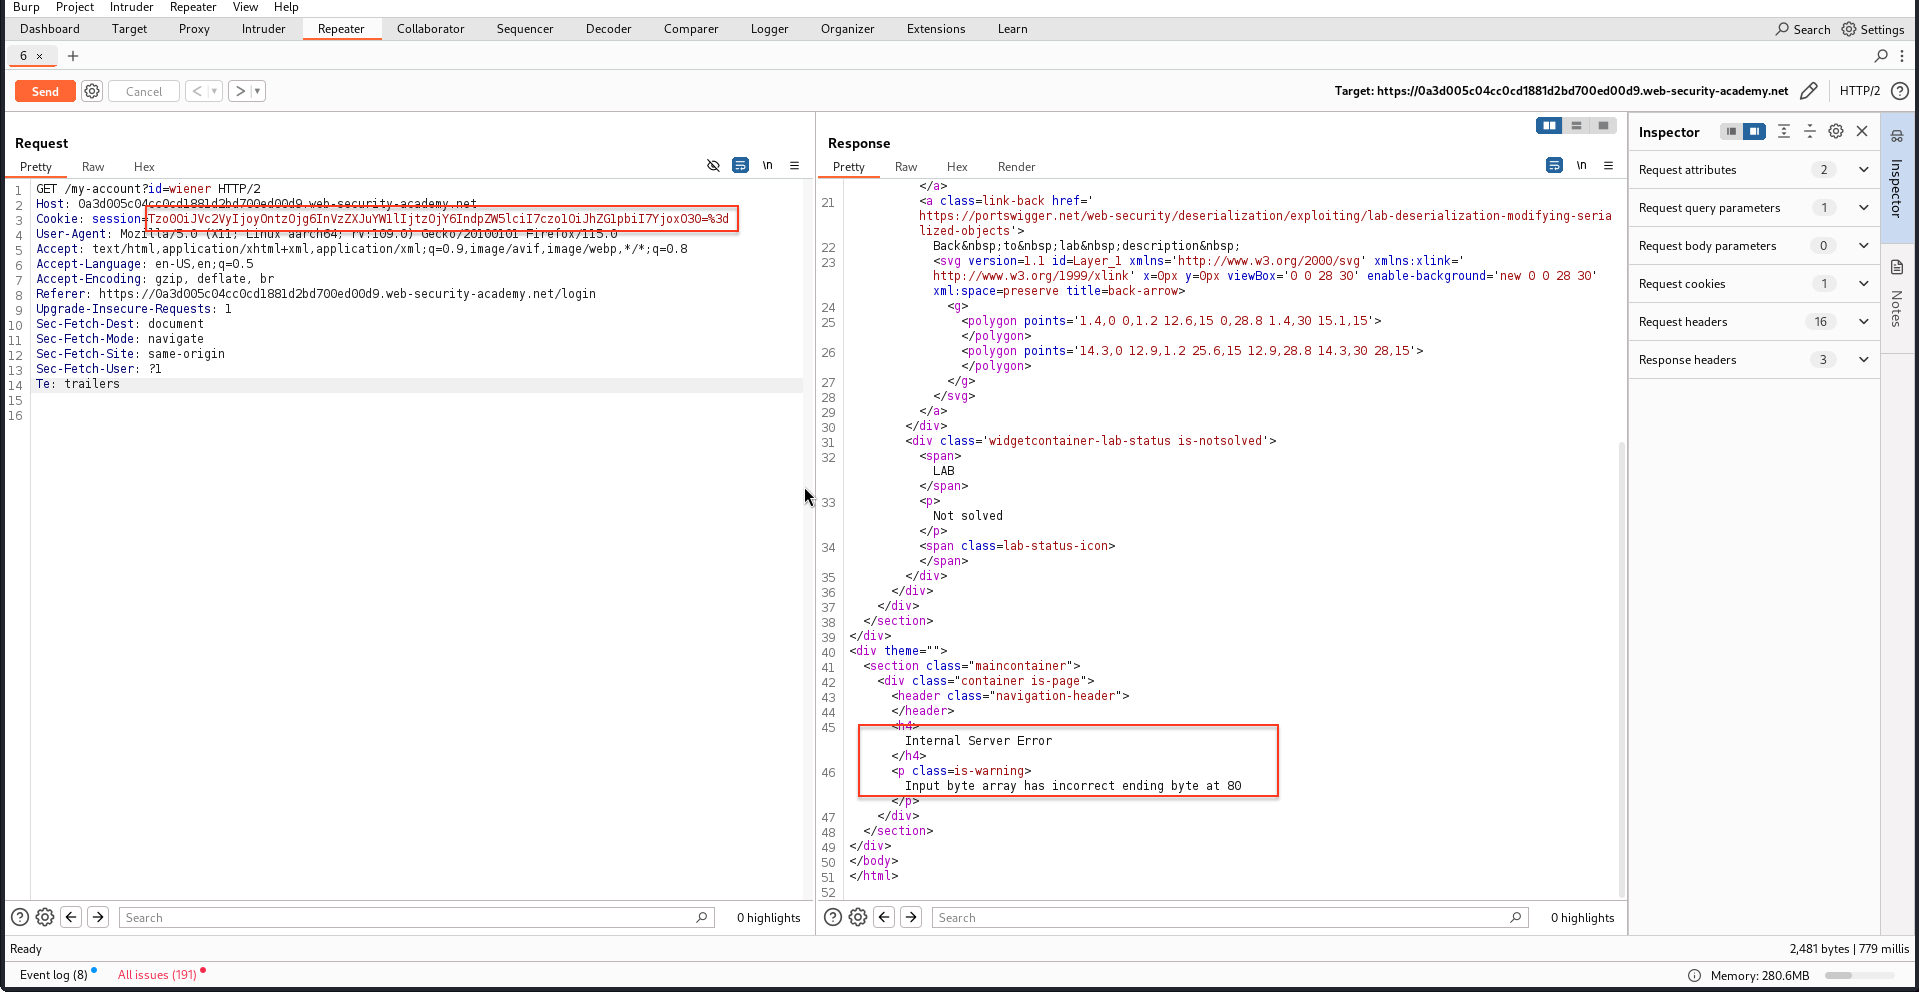 Burp Project Intruder Repeater View Help
Dashboard Target Proxy Intruder Repeater Collaborator Sequencer Decoder Comparer Logger Organizer Extensions Learn Search Settings
6 × +
Send Cancel < > Target: https://0a3d005c04cc0cd1881d2bd700ed00d9.web-security-academy.net HTTP/2
Request
Pretty Raw Hex \n
1 GET /my-account?id=wiener HTTP/2
2 Host: 0a3d005c04cc0cd1881d2bd700ed00d9.web-security-academy.net
3 Cookie: session=TzoOOiJVc2VyIjoyOntzOjg6InVzZXJuYW1lIjtzOjY6IndpZW5lciI7czo1OiJhZG1pbiI7YjoxO30=%3d
4 User-Agent: Mozilla/5.0 (X11; Linux aarch64; rv:109.0) Gecko/20100101 Firefox/115.0
5 Accept: text/html,application/xhtml+xml,application/xml;q=0.9,image/avif,image/webp,*/*;q=0.8
6 Accept-Language: en-US,en;q=0.5
7 Accept-Encoding: gzip, deflate, br
8 Referer: https://0a3d005c04cc0cd1881d2bd700ed00d9.web-security-academy.net/login
9 Upgrade-Insecure-Requests: 1
10 Sec-Fetch-Dest: document
11 Sec-Fetch-Mode: navigate
12 Sec-Fetch-Site: same-origin
13 Sec-Fetch-User: ?1
14 Te: trailers
15
16
Search 0 highlights
Response
Pretty Raw Hex Render \n
</a>
21 <a class=link-back href='
https://portswigger.net/web-security/deserialization/exploiting/lab-deserialization-modifying-seria
lized-objects'>
22 Back&nbsp;to&nbsp;lab&nbsp;description&nbsp;
23 <svg version=1.1 id=Layer_1 xmlns='http://www.w3.org/2000/svg' xmlns:xlink='
http://www.w3.org/1999/xlink' x=0px y=0px viewBox='0 0 28 30' enable-background='new 0 0 28 30'
xml:space=preserve title=back-arrow>
24 <g>
25 <polygon points='1.4,0 0,1.2 12.6,15 0,28.8 1.4,30 15.1,15'>
</polygon>
26 <polygon points='14.3,0 12.9,1.2 25.6,15 12.9,28.8 14.3,30 28,15'>
</polygon>
27 </g>
28 </svg>
29 </a>
30 </div>
31 <div class='widgetcontainer-lab-status is-notsolved'>
32 <span>
LAB
</span>
33 <p>
Not solved
</p>
34 <span class=lab-status-icon>
</span>
35 </div>
36 </div>
37 </div>
38 </section>
39 </div>
40 <div theme="">
41 <section class="maincontainer">
42 <div class="container is-page">
43 <header class="navigation-header">
44 </header>
45 <h4>
Internal Server Error
</h4>
46 <p class=is-warning>
Input byte array has incorrect ending byte at 80
</p>
47 </div>
48 </section>
49 </div>
50 </body>
51 </html>
52
Search 0 highlights
Inspector
Request attributes 2
Request query parameters 1
Request body parameters 0
Request cookies 1
Request headers 16
Response headers 3
Inspector
Notes
Ready 2,481 bytes | 779 millis
Event log (8) All issues (191) Memory: 280.6MB